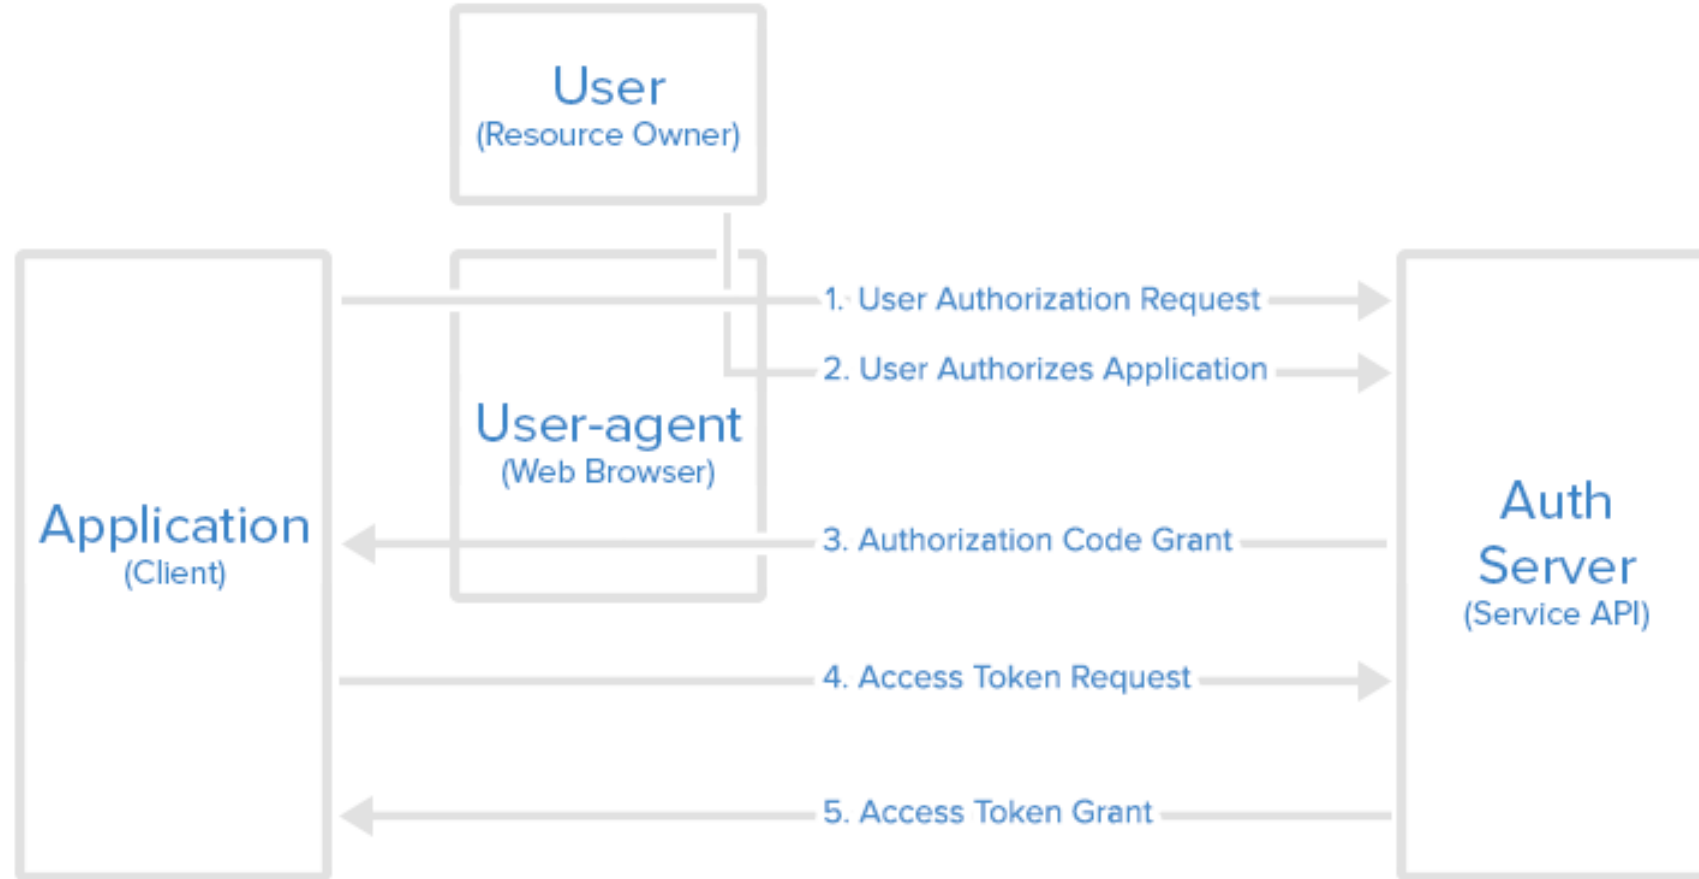 User
(Resource Owner)
1. User Authorization Request
2. User Authorizes Application
User-agent
(Web Browser)
Application
(Client)
3. Authorization Code Grant
Auth
Server
(Service API)
4. Access Token Request
5. Access Token Grant